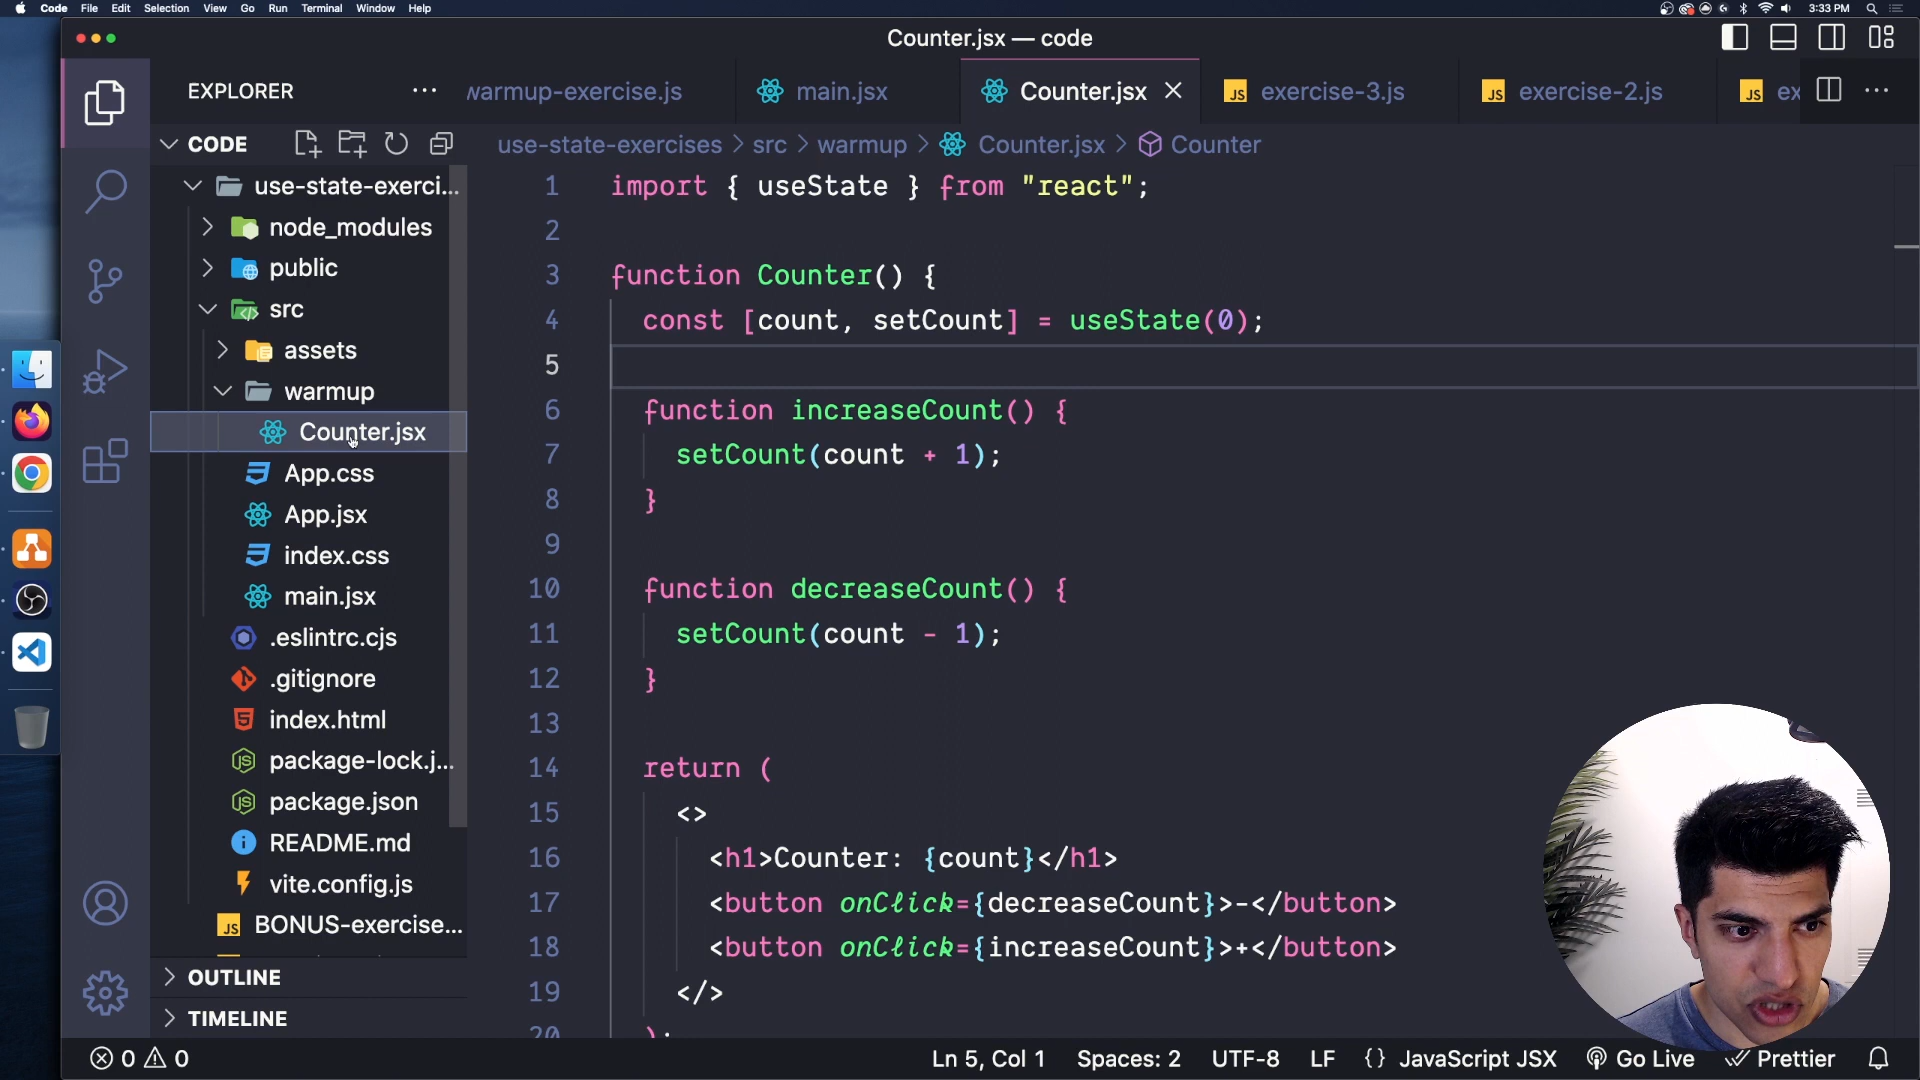 Code File Edit Selection View Go Run Terminal Window Help 3:33 PM
Counter.jsx — code
EXPLORER
warmup-exercise.js main.jsx Counter.jsx JS exercise-3.js JS exercise-2.js JS ex
CODE
use-state-exercises > src > warmup > Counter.jsx > Counter
use-state-exerci...
node_modules
public
src
assets
warmup
Counter.jsx
App.css
App.jsx
index.css
main.jsx
.eslintrc.cjs
.gitignore
index.html
package-lock.j...
package.json
README.md
vite.config.js
JS BONUS-exercise...
OUTLINE
TIMELINE
1 import { useState } from "react";
2
3 function Counter() {
4 const [count, setCount] = useState(0);
5
6 function increaseCount() {
7 setCount(count + 1);
8 }
9
10 function decreaseCount() {
11 setCount(count - 1);
12 }
13
14 return (
15 <>
16 <h1>Counter: {count}</h1>
17 <button onClick={decreaseCount}>-</button>
18 <button onClick={increaseCount}>+</button>
19 </>
20 );
0 0 Ln 5, Col 1 Spaces: 2 UTF-8 LF {} JavaScript JSX Go Live Prettier